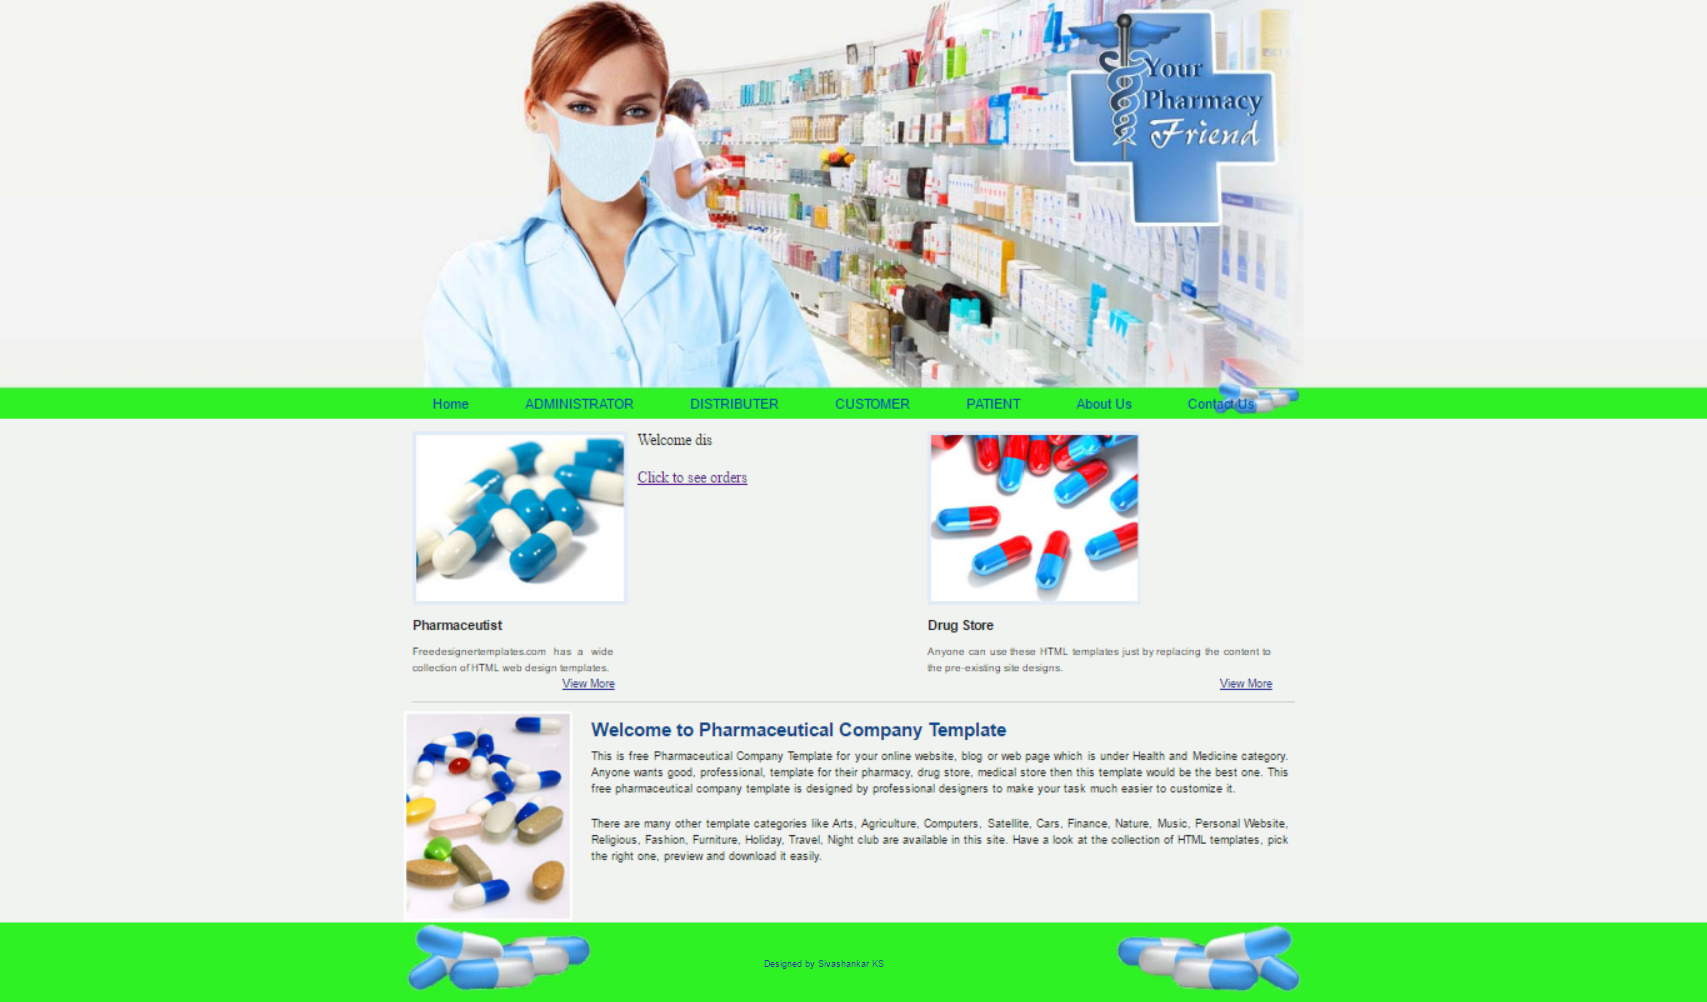 Your
Pharmacy
Friend
Home ADMINISTRATOR DISTRIBUTER CUSTOMER PATIENT About Us Contact Us
Welcome dis
Click to see orders
Pharmaceutist
Freedesignertemplates.com has a wide
collection of HTML web design templates.
View More
Drug Store
Anyone can use these HTML templates just by replacing the content to
the pre-existing site designs.
View More
Welcome to Pharmaceutical Company Template
This is free Pharmaceutical Company Template for your online website, blog or web page which is under Health and Medicine category.
Anyone wants good, professional, template for their pharmacy, drug store, medical store then this template would be the best one. This
free pharmaceutical company template is designed by professional designers to make your task much easier to customize it.
There are many other template categories like Arts, Agriculture, Computers, Satellite, Cars, Finance, Nature, Music, Personal Website,
Religious, Fashion, Furniture, Holiday, Travel, Night club are available in this site. Have a look at the collection of HTML templates, pick
the right one, preview and download it easily.
Designed by Sivashankar KS